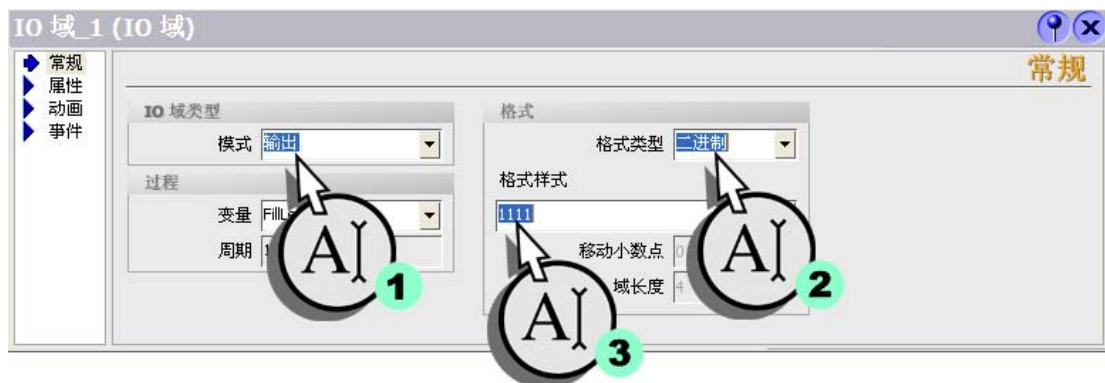 IO 域_1 (IO 域)
常规
属性
动画
事件
常规
IO 域类型
模式 输出
过程
变量
周期
格式
格式类型 二进制
格式样式
1111
移动小数点 0
域长度 4
A
1
A
2
A
3